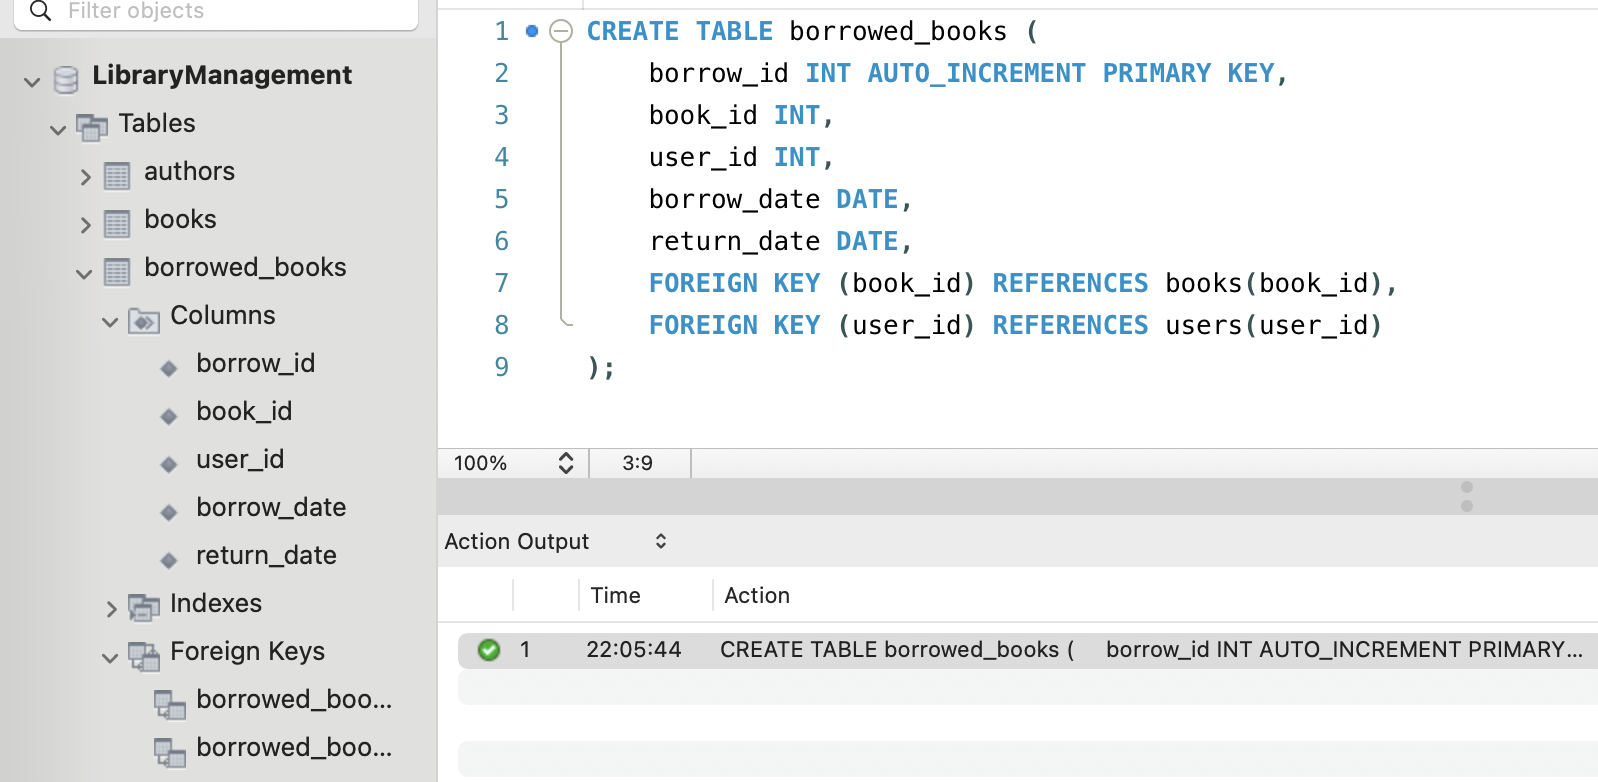 Filter objects
LibraryManagement
Tables
authors
books
borrowed_books
Columns
borrow_id
book_id
user_id
borrow_date
return_date
Indexes
Foreign Keys
borrowed_boo...
borrowed_boo...
1 CREATE TABLE borrowed_books (
2 borrow_id INT AUTO_INCREMENT PRIMARY KEY,
3 book_id INT,
4 user_id INT,
5 borrow_date DATE,
6 return_date DATE,
7 FOREIGN KEY (book_id) REFERENCES books(book_id),
8 FOREIGN KEY (user_id) REFERENCES users(user_id)
9 );
100% 3:9
Action Output
Time Action
1 22:05:44 CREATE TABLE borrowed_books ( borrow_id INT AUTO_INCREMENT PRIMARY...